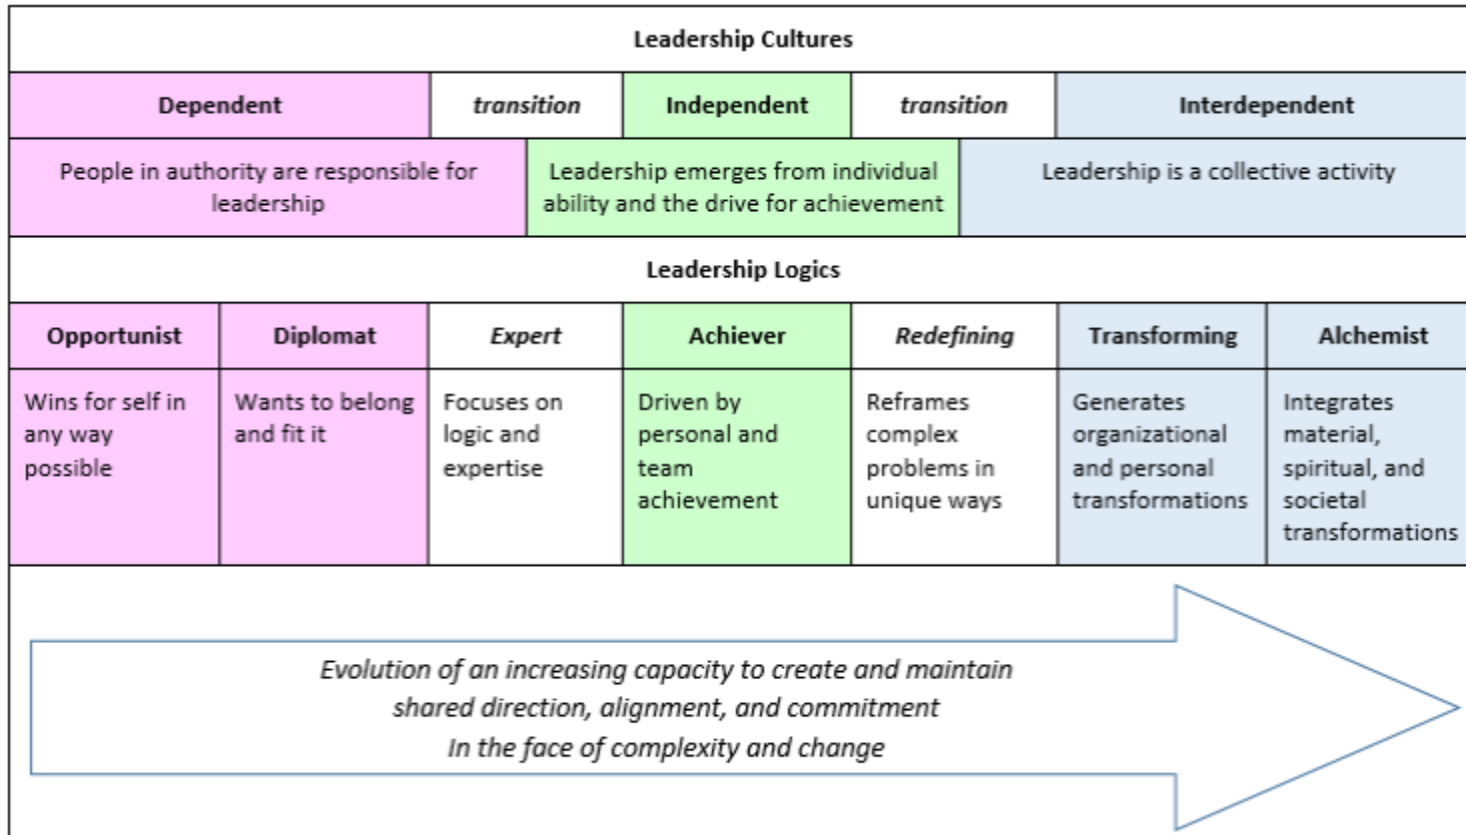 Leadership Cultures
Dependent
transition
Independent
transition
Interdependent
People in authority are responsible for
leadership
Leadership emerges from individual
ability and the drive for achievement
Leadership is a collective activity
Leadership Logics
Opportunist
Diplomat
Expert
Achiever
Redefining
Transforming
Alchemist
Wins for self in
any way
possible
Wants to belong
and fit it
Focuses on
logic and
expertise
Driven by
personal and
team
achievement
Reframes
complex
problems in
unique ways
Generates
organizational
and personal
transformations
Integrates
material,
spiritual, and
societal
transformations
Evolution of an increasing capacity to create and maintain
shared direction, alignment, and commitment
In the face of complexity and change